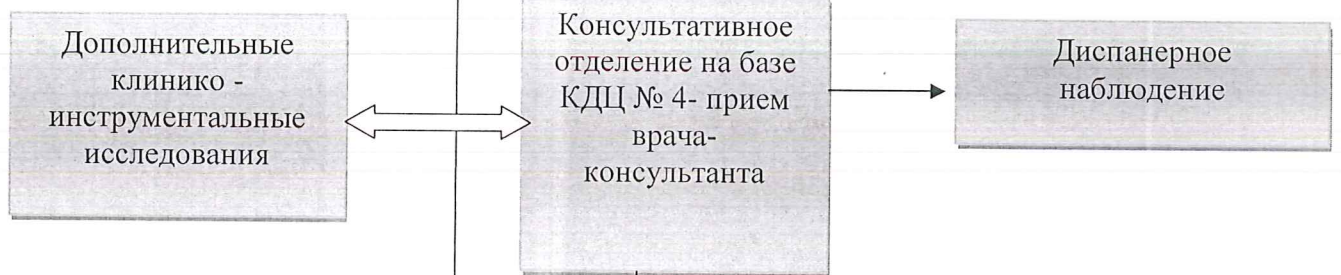 Дополнительные
клинико -
инструментальные
исследования
Консультативное
отделение на базе
КДЦ № 4- прием
врача-
консультанта
Диспанерное
наблюдение